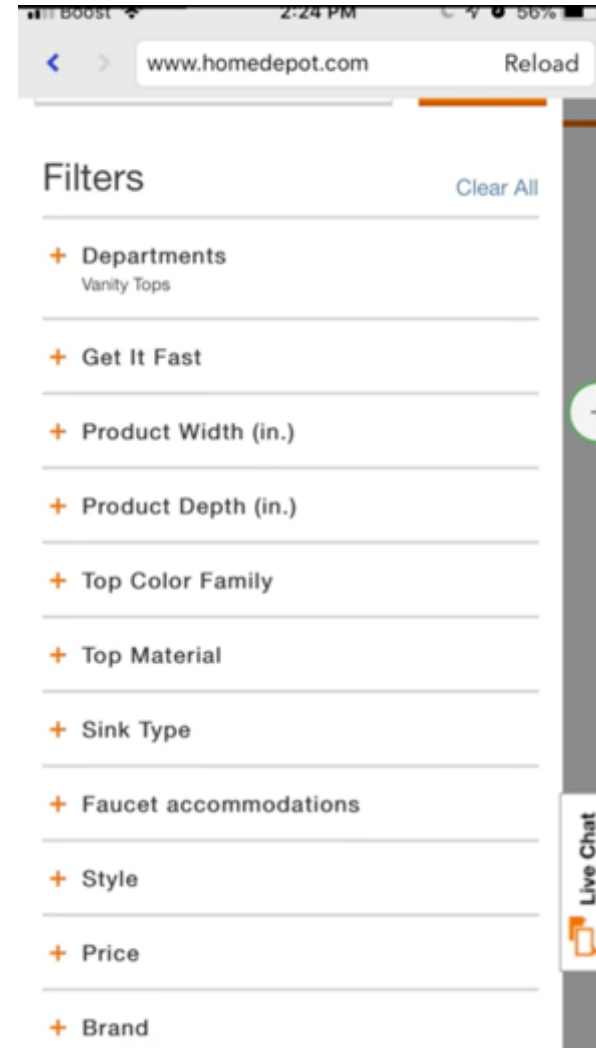 Boost 2:24 PM 56%
www.homedepot.com Reload
Filters
Clear All
+ Departments
Vanity Tops
+ Get It Fast
+ Product Width (in.)
+ Product Depth (in.)
+ Top Color Family
+ Top Material
+ Sink Type
+ Faucet accommodations
+ Style
+ Price
+ Brand
Live Chat